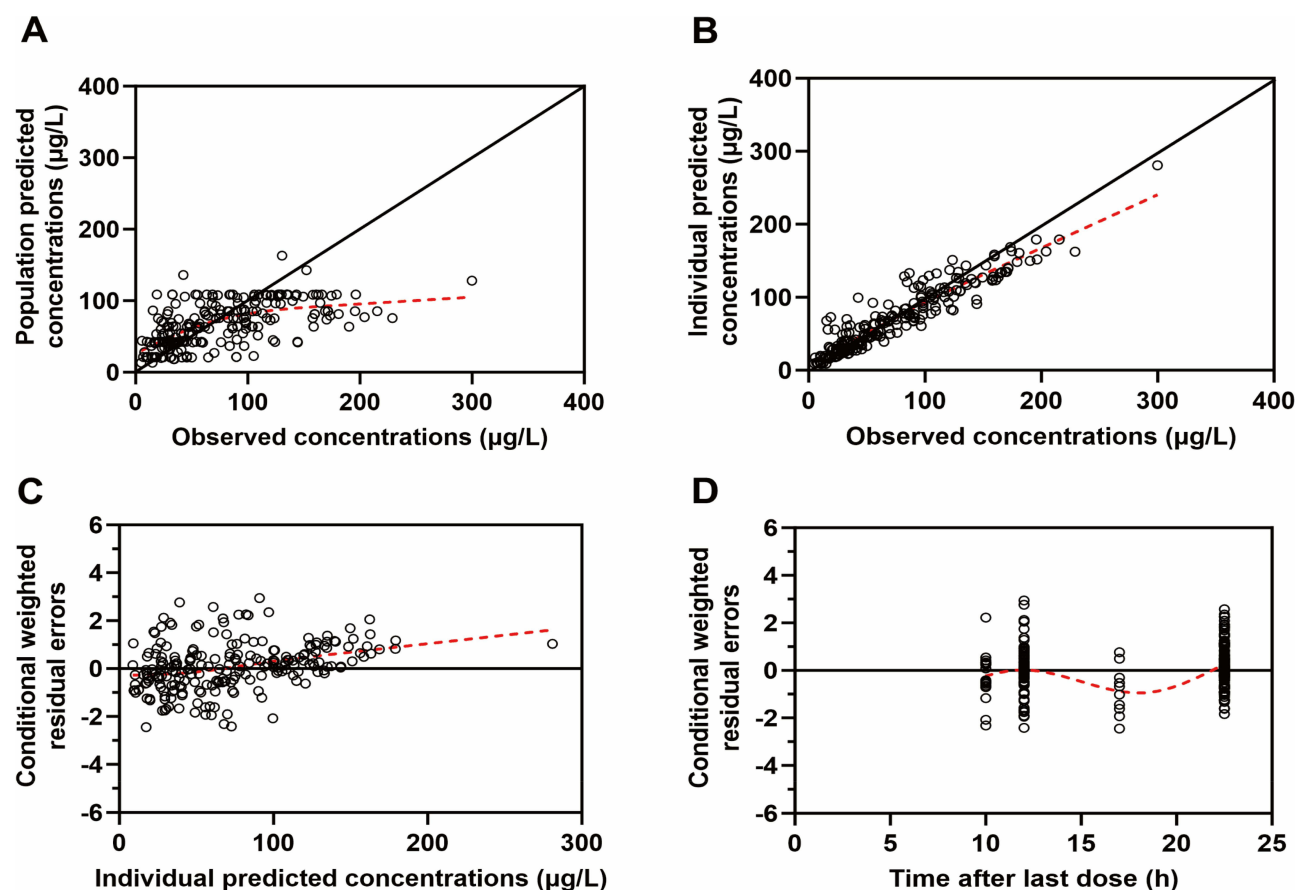 A
Population predicted
concentrations (µg/L)
400
300
200
100
0
0 100 200 300 400
Observed concentrations (µg/L)
B
Individual predicted
concentrations (µg/L)
400
300
200
100
0
0 100 200 300 400
Observed concentrations (µg/L)
C
Conditional weighted
residual errors
6
4
2
0
-2
-4
-6
0 100 200 300
Individual predicted concentrations (µg/L)
D
Conditional weighted
residual errors
6
4
2
0
-2
-4
-6
0 5 10 15 20 25
Time after last dose (h)